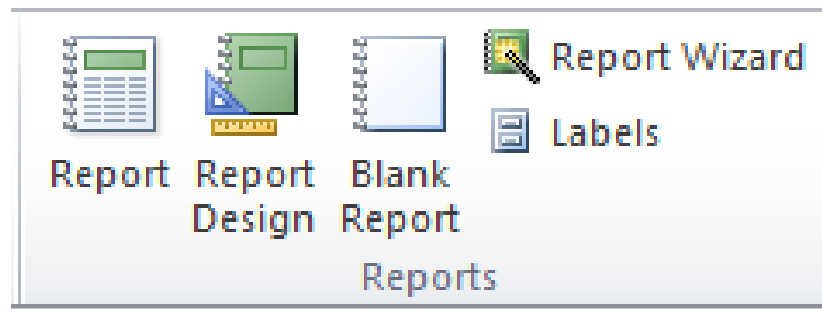 Report
Report
Design
Blank
Report
Report Wizard
Labels
Reports